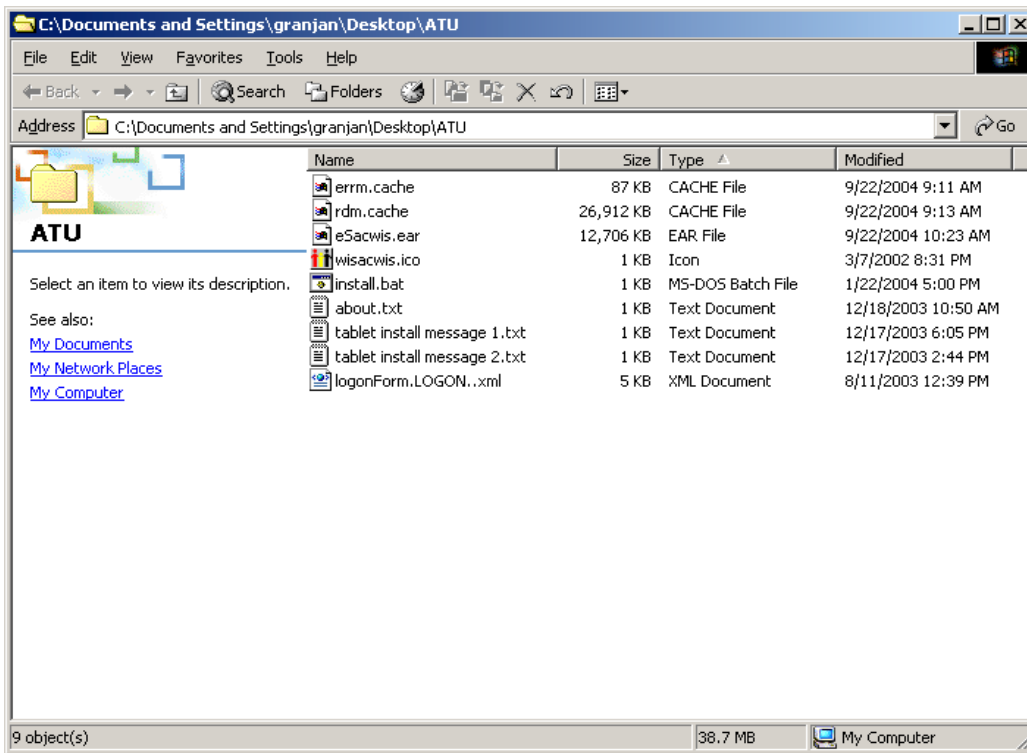 C:\Documents and Settings\granjan\Desktop\ATU
File Edit View Favorites Tools Help
Back Search Folders
Address C:\Documents and Settings\granjan\Desktop\ATU Go
Name Size Type Modified
errm.cache 87 KB CACHE File 9/22/2004 9:11 AM
rdm.cache 26,912 KB CACHE File 9/22/2004 9:13 AM
eSacwis.ear 12,706 KB EAR File 9/22/2004 10:23 AM
wisacwis.ico 1 KB Icon 3/7/2002 8:31 PM
install.bat 1 KB MS-DOS Batch File 1/22/2004 5:00 PM
about.txt 1 KB Text Document 12/18/2003 10:50 AM
tablet install message 1.txt 1 KB Text Document 12/17/2003 6:05 PM
tablet install message 2.txt 1 KB Text Document 12/17/2003 2:44 PM
logonForm.LOGON..xml 5 KB XML Document 8/11/2003 12:39 PM
ATU
Select an item to view its description.
See also:
My Documents
My Network Places
My Computer
9 object(s) 38.7 MB My Computer